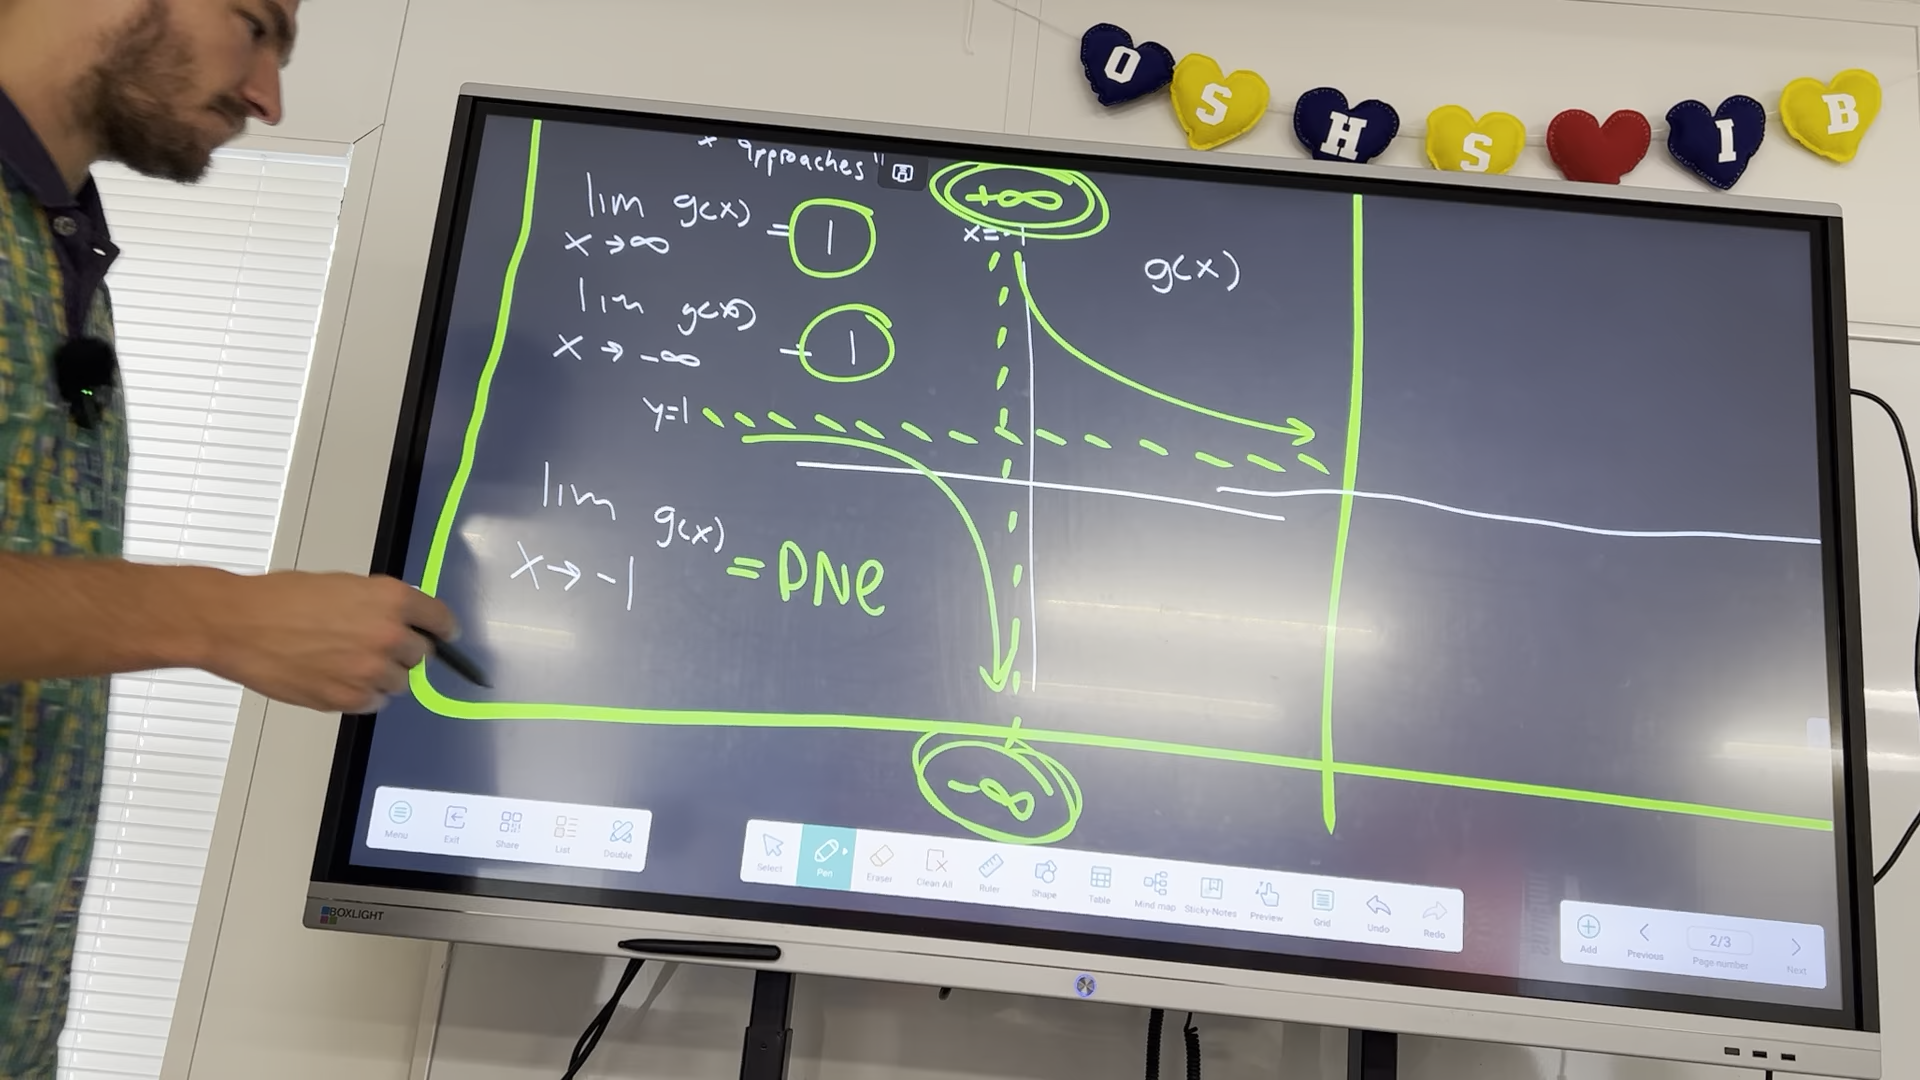 OSHS IB
x approaches"
lim g(x) = 1
x→∞
lim g(x) = 1
x→-∞
y=1
lim g(x) = DNe
x→-1
+∞
x=-1
g(x)
-∞
Menu
Exit
Share
List
Double
Select
Pen
Eraser
Clean All
Ruler
Shape
Table
Mind map
Sticky Notes
Preview
Grid
Undo
Redo
Add
Previous
2/3
Page number
Next
BOXLIGHT